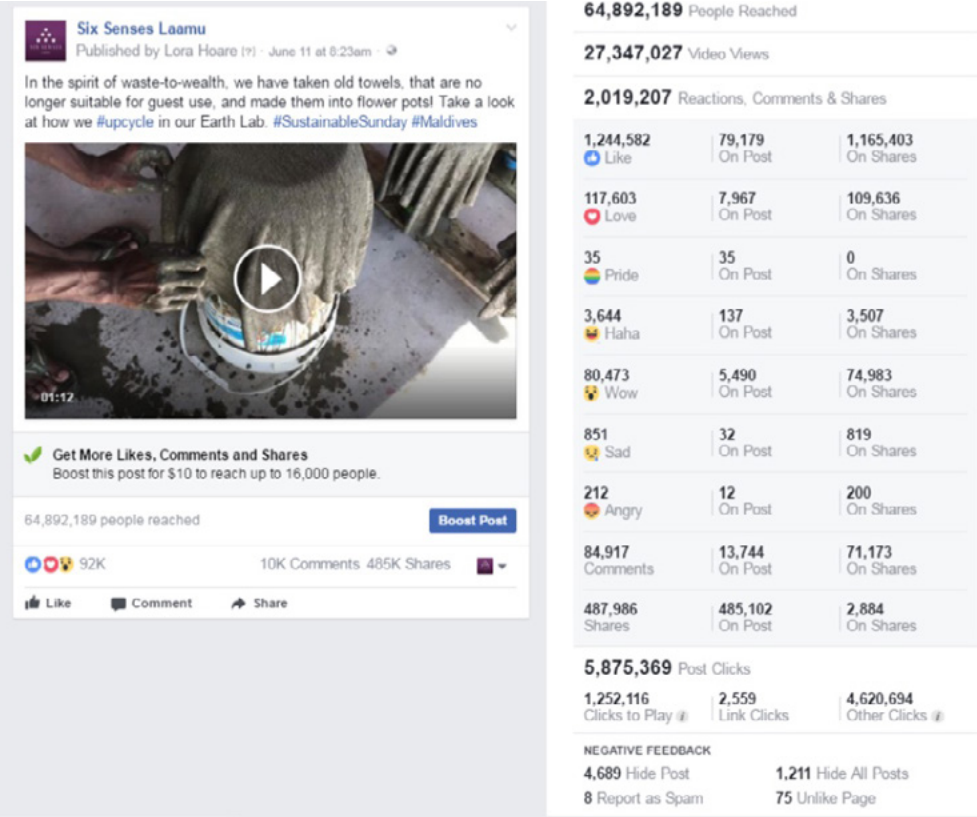 Six Senses Laamu
Published by Lora Hoare [?] · June 11 at 8:23am ·
In the spirit of waste-to-wealth, we have taken old towels, that are no
longer suitable for guest use, and made them into flower pots! Take a look
at how we #upcycle in our Earth Lab. #SustainableSunday #Maldives
01:12
Get More Likes, Comments and Shares
Boost this post for $10 to reach up to 16,000 people.
64,892,189 people reached
Boost Post
92K
10K Comments 485K Shares
Like Comment Share
64,892,189 People Reached
27,347,027 Video Views
2,019,207 Reactions, Comments & Shares
1,244,582 79,179 1,165,403
Like On Post On Shares
117,603 7,967 109,636
Love On Post On Shares
35 35 0
Pride On Post On Shares
3,644 137 3,507
Haha On Post On Shares
80,473 5,490 74,983
Wow On Post On Shares
851 32 819
Sad On Post On Shares
212 12 200
Angry On Post On Shares
84,917 13,744 71,173
Comments On Post On Shares
487,986 485,102 2,884
Shares On Post On Shares
5,875,369 Post Clicks
1,252,116 2,559 4,620,694
Clicks to Play i Link Clicks Other Clicks i
NEGATIVE FEEDBACK
4,689 Hide Post 1,211 Hide All Posts
8 Report as Spam 75 Unlike Page